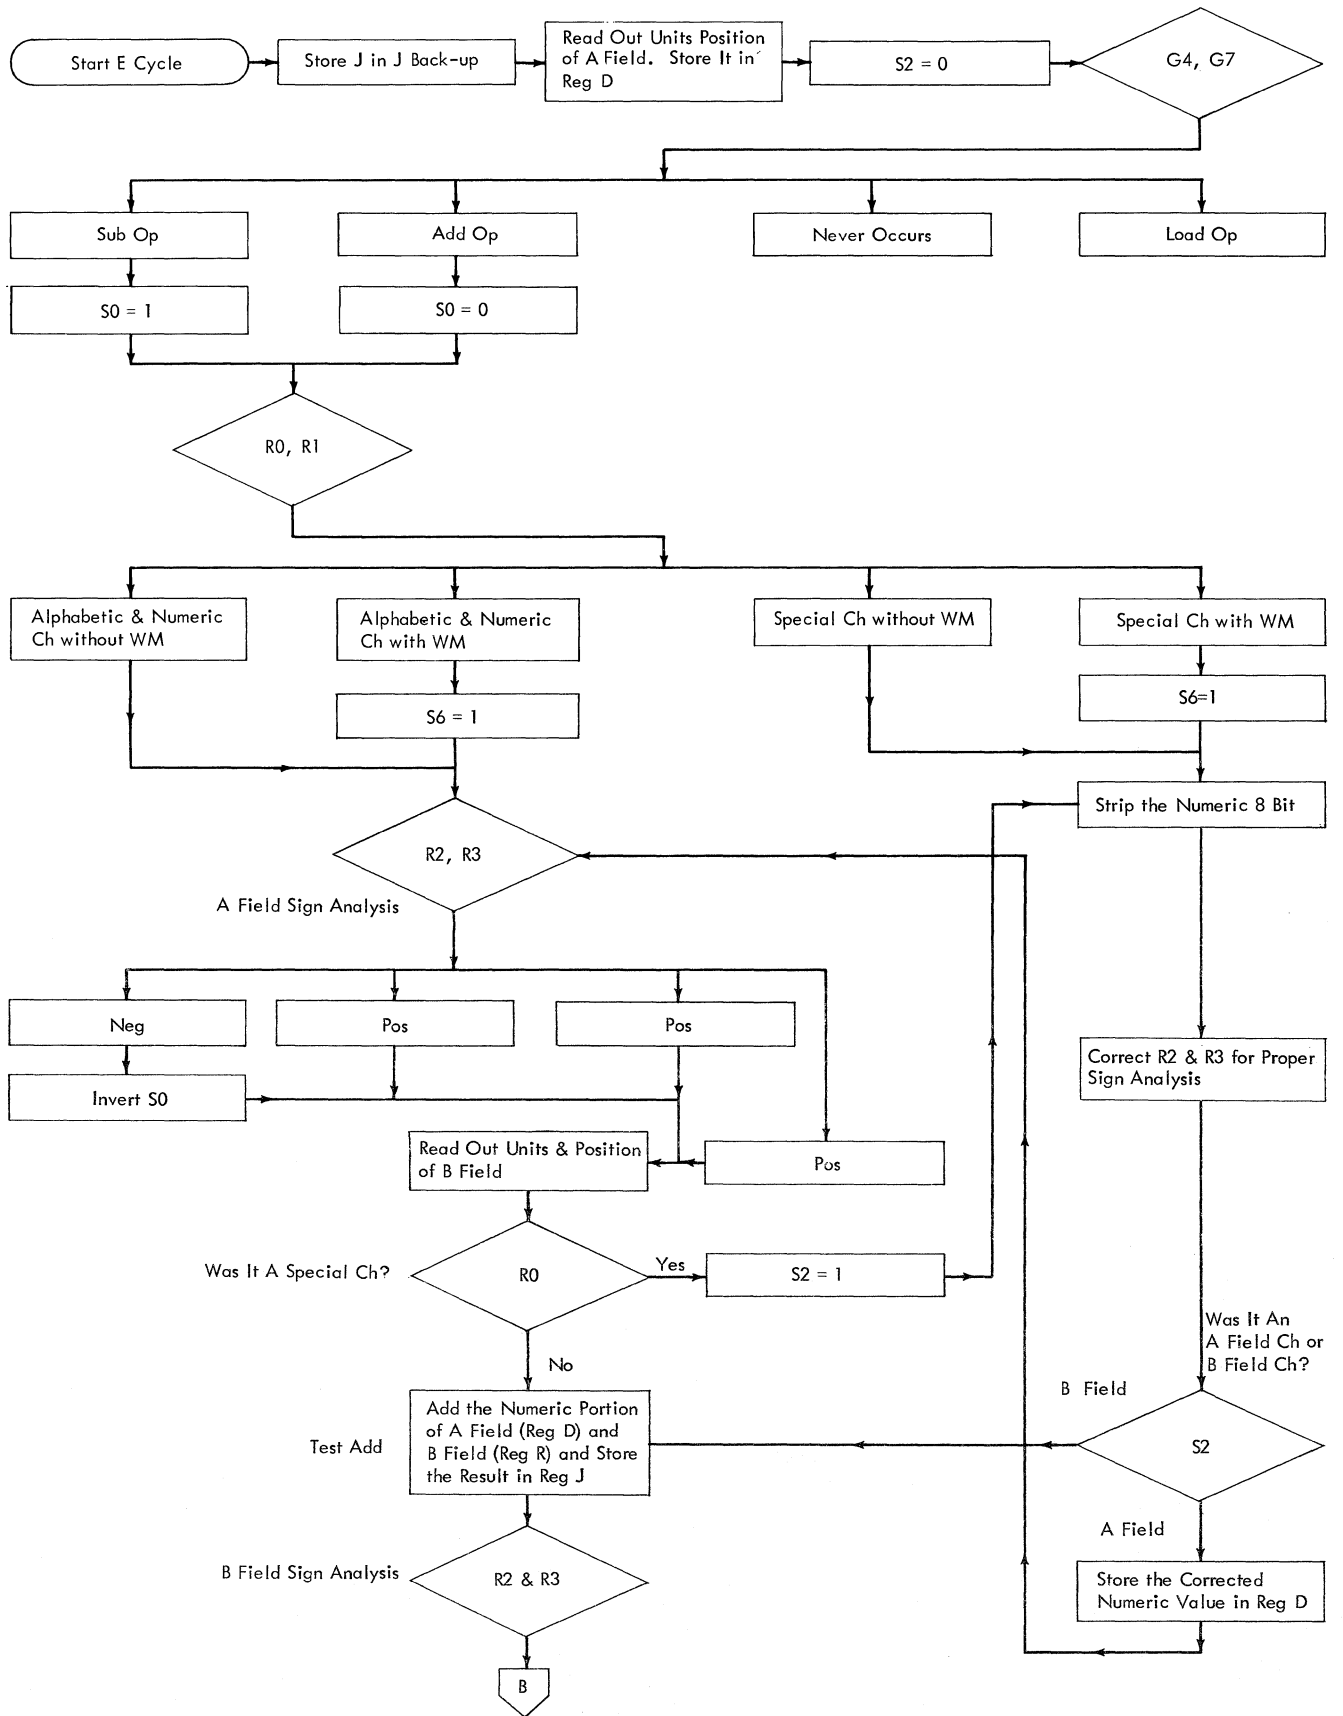 Start E Cycle
Store J in J Back-up
Read Out Units Position
of A Field. Store It in
Reg D
S2 = 0
G4, G7
Sub Op
Add Op
Never Occurs
Load Op
S0 = 1
S0 = 0
R0, R1
Alphabetic & Numeric
Ch without WM
Alphabetic & Numeric
Ch with WM
Special Ch without WM
Special Ch with WM
S6 = 1
S6=1
Strip the Numeric 8 Bit
R2, R3
A Field Sign Analysis
Neg
Pos
Pos
Correct R2 & R3 for Proper
Sign Analysis
Invert S0
Read Out Units & Position
of B Field
Pos
Was It A Special Ch?
R0
Yes
S2 = 1
No
Was It An
A Field Ch or
B Field Ch?
B Field
Test Add
Add the Numeric Portion
of A Field (Reg D) and
B Field (Reg R) and Store
the Result in Reg J
S2
A Field
B Field Sign Analysis
R2 & R3
Store the Corrected
Numeric Value in Reg D
B